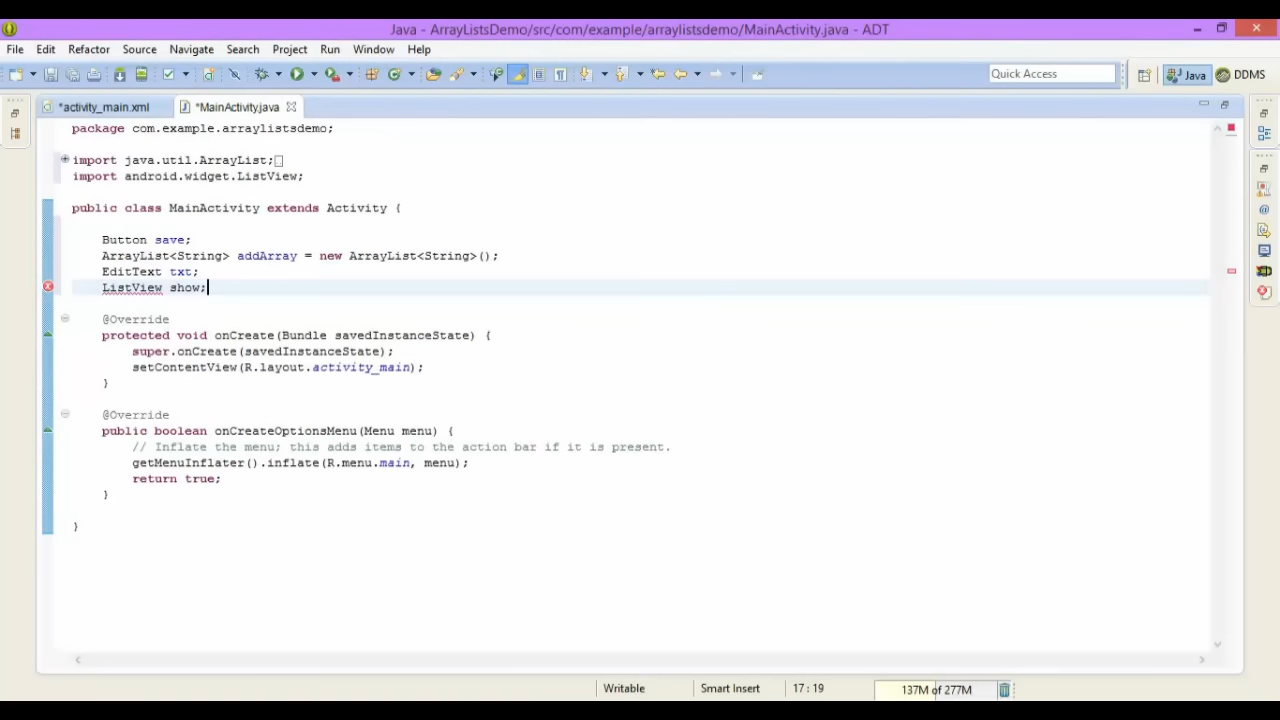 Java - ArrayListsDemo/src/com/example/arraylistsdemo/MainActivity.java - ADT
File Edit Refactor Source Navigate Search Project Run Window Help
Quick Access Java DDMS
*activity_main.xml *MainActivity.java
package com.example.arraylistsdemo;
import java.util.ArrayList;
import android.widget.ListView;
public class MainActivity extends Activity {
Button save;
ArrayList<String> addArray = new ArrayList<String>();
EditText txt;
ListView show;
@Override
protected void onCreate(Bundle savedInstanceState) {
super.onCreate(savedInstanceState);
setContentView(R.layout.activity_main);
}
@Override
public boolean onCreateOptionsMenu(Menu menu) {
// Inflate the menu; this adds items to the action bar if it is present.
getMenuInflater().inflate(R.menu.main, menu);
return true;
}
}
Writable Smart Insert 17 : 19 137M of 277M